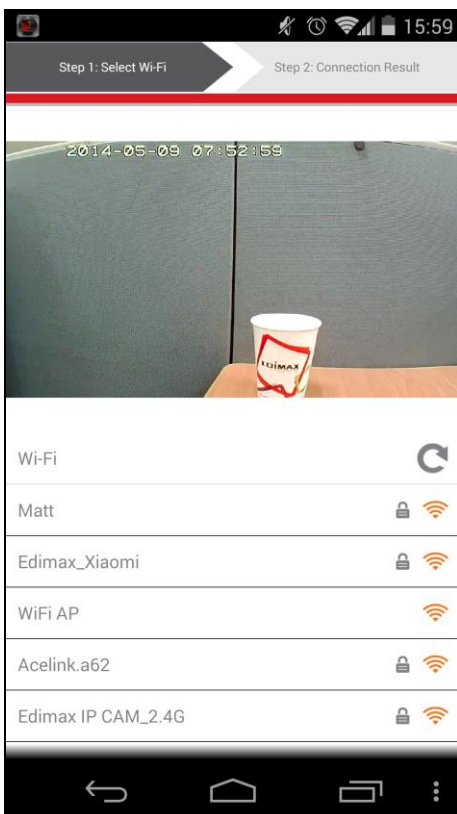 15:59
Step 1: Select Wi-Fi
Step 2: Connection Result
2014-05-09 07:52:59
EDIMAX
Wi-Fi
Matt
Edimax_Xiaomi
WiFi AP
Acelink.a62
Edimax IP CAM_2.4G